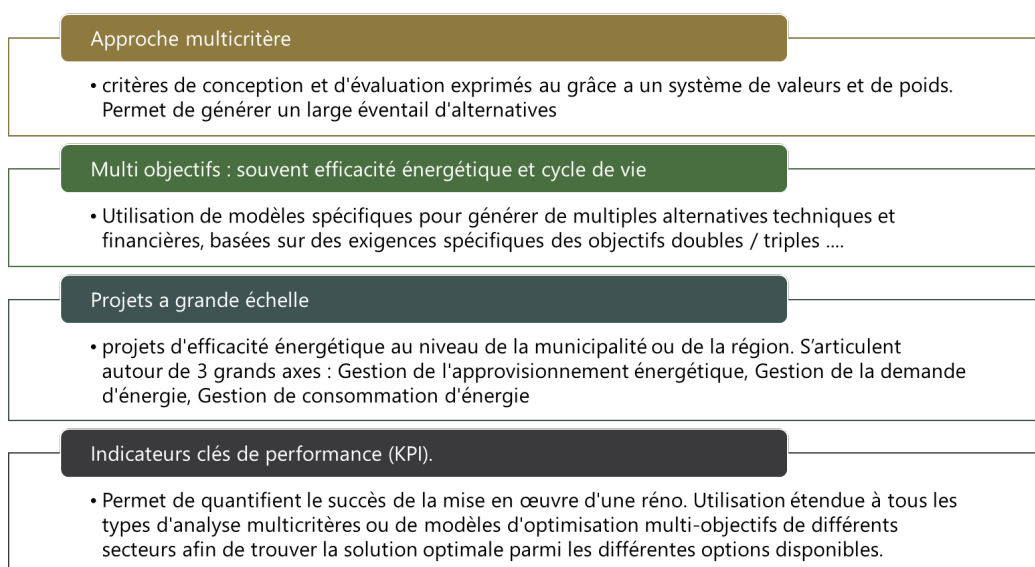 Approche multicritère
• critères de conception et d'évaluation exprimés au grâce a un système de valeurs et de poids.
Permet de générer un large éventail d'alternatives
Multi objectifs : souvent efficacité énergétique et cycle de vie
• Utilisation de modèles spécifiques pour générer de multiples alternatives techniques et
financières, basées sur des exigences spécifiques des objectifs doubles / triples ....
Projets a grande échelle
• projets d'efficacité énergétique au niveau de la municipalité ou de la région. S’articulent
autour de 3 grands axes : Gestion de l'approvisionnement énergétique, Gestion de la demande
d'énergie, Gestion de consommation d'énergie
Indicateurs clés de performance (KPI).
• Permet de quantifient le succès de la mise en œuvre d'une réno. Utilisation étendue à tous les
types d'analyse multicritères ou de modèles d'optimisation multi-objectifs de différents
secteurs afin de trouver la solution optimale parmi les différentes options disponibles.